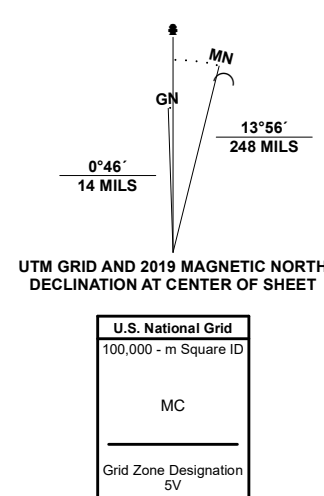 MN
GN
0°46´
14 MILS
13°56´
248 MILS
UTM GRID AND 2019 MAGNETIC NORTH
DECLINATION AT CENTER OF SHEET
U.S. National Grid
100,000 - m Square ID
MC
Grid Zone Designation
5V